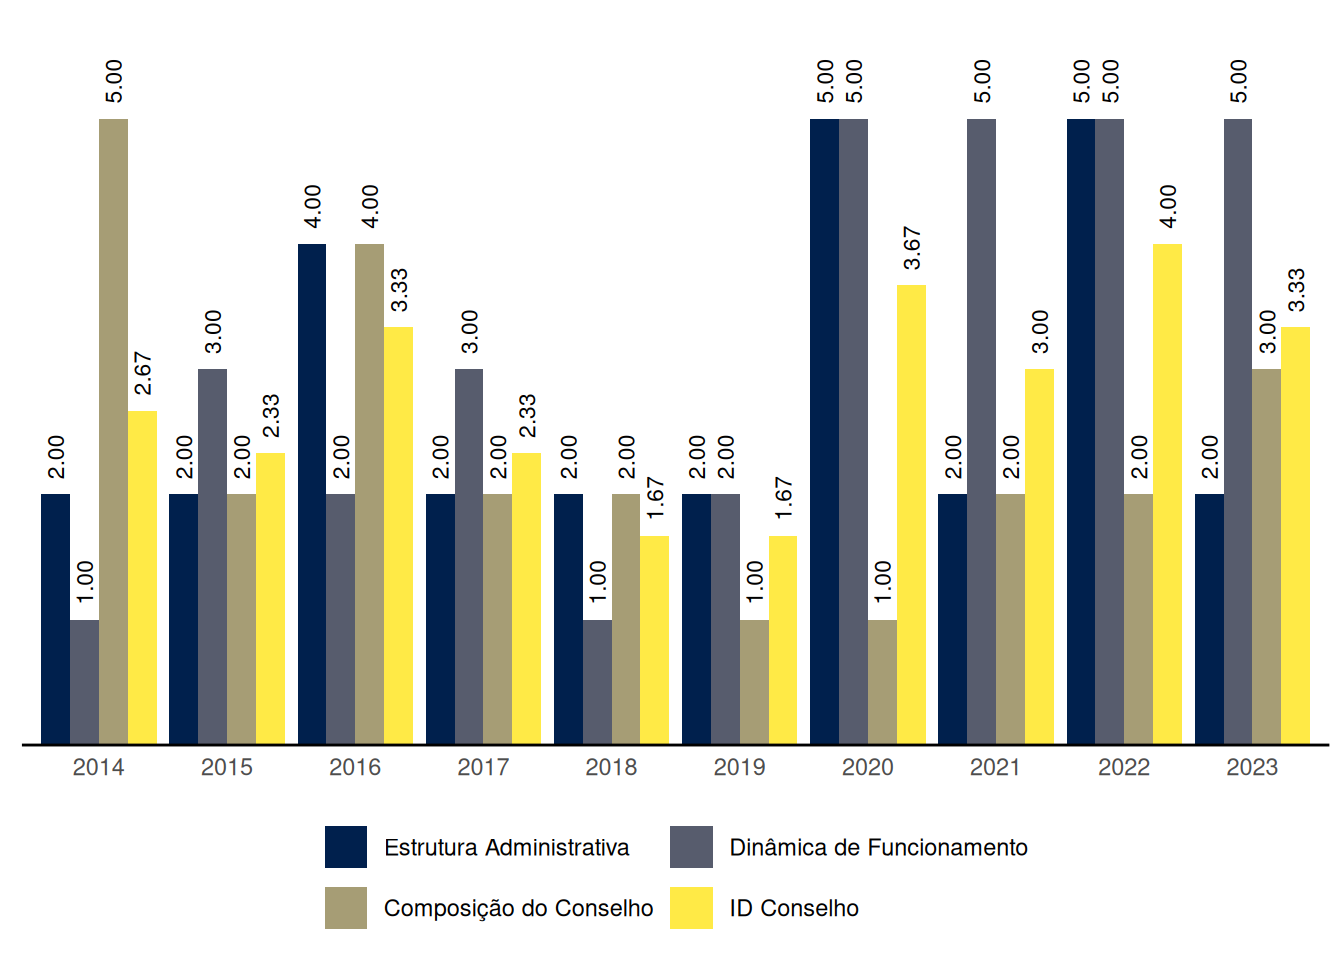 2.00 1.00 5.00 2.67
2.00 3.00 2.00 2.33
4.00 2.00 4.00 3.33
2.00 3.00 2.00 2.33
2.00 1.00 2.00 1.67
2.00 2.00 1.00 1.67
5.00 5.00 1.00 3.67
2.00 5.00 2.00 3.00
5.00 5.00 2.00 4.00
2.00 5.00 3.00 3.33
2014 2015 2016 2017 2018 2019 2020 2021 2022 2023
Estrutura Administrativa Dinâmica de Funcionamento
Composição do Conselho ID Conselho